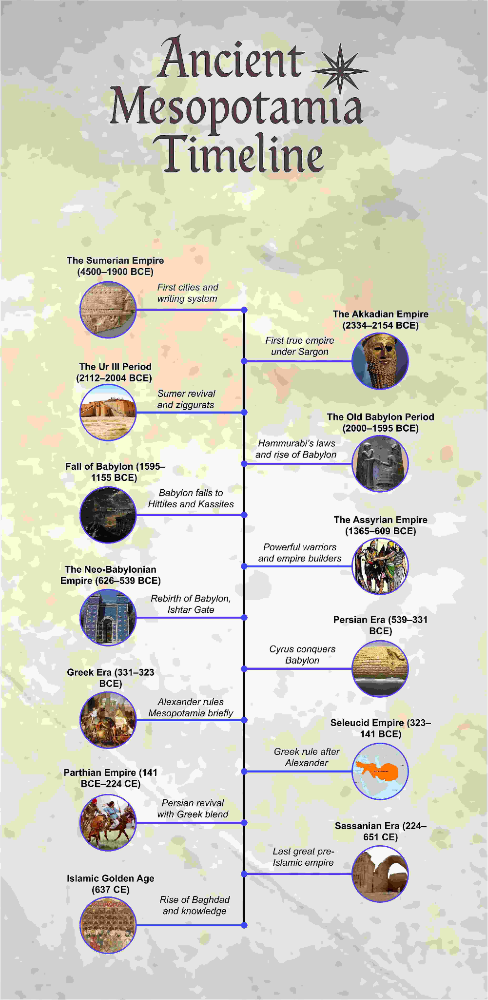 Ancient
Mesopotamia
Timeline
The Sumerian Empire
(4500–1900 BCE)
First cities and
writing system
The Akkadian Empire
(2334–2154 BCE)
First true empire
under Sargon
The Ur III Period
(2112–2004 BCE)
Sumer revival
and ziggurats
The Old Babylon Period
(2000–1595 BCE)
Hammurabi's laws
and rise of Babylon
Fall of Babylon (1595–
1155 BCE)
Babylon falls to
Hittites and Kassites
The Assyrian Empire
(1365–609 BCE)
Powerful warriors
and empire builders
The Neo-Babylonian
Empire (626–539 BCE)
Rebirth of Babylon,
Ishtar Gate
Persian Era (539–331
BCE)
Cyrus conquers
Babylon
Greek Era (331–323
BCE)
Alexander rules
Mesopotamia briefly
Seleucid Empire (323–
141 BCE)
Greek rule after
Alexander
Parthian Empire (141
BCE–224 CE)
Persian revival
with Greek blend
Sassanian Era (224–
651 CE)
Last great pre-
Islamic empire
Islamic Golden Age
(637 CE)
Rise of Baghdad
and knowledge